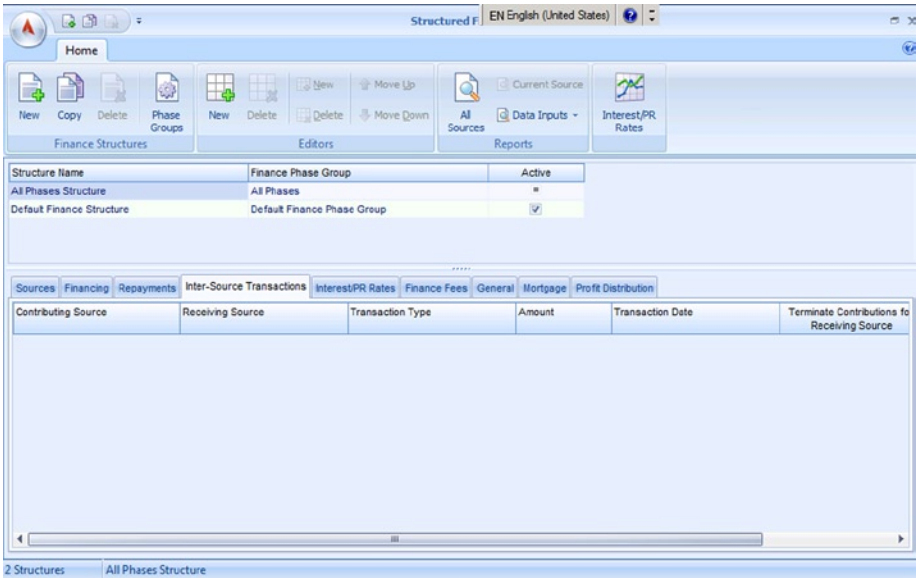 Structured F
EN English (United States)
Home
New
Copy
Delete
Phase Groups
New
Delete
New
Delete
Move Up
Move Down
All Sources
Current Source
Data Inputs
Interest/PR Rates
Finance Structures
Editors
Reports
Structure Name Finance Phase Group Active
All Phases Structure All Phases
Default Finance Structure Default Finance Phase Group
Sources Financing Repayments Inter-Source Transactions Interest/PR Rates Finance Fees General Mortgage Profit Distribution
Contributing Source Receiving Source Transaction Type Amount Transaction Date Terminate Contributions fo
Receiving Source
2 Structures All Phases Structure